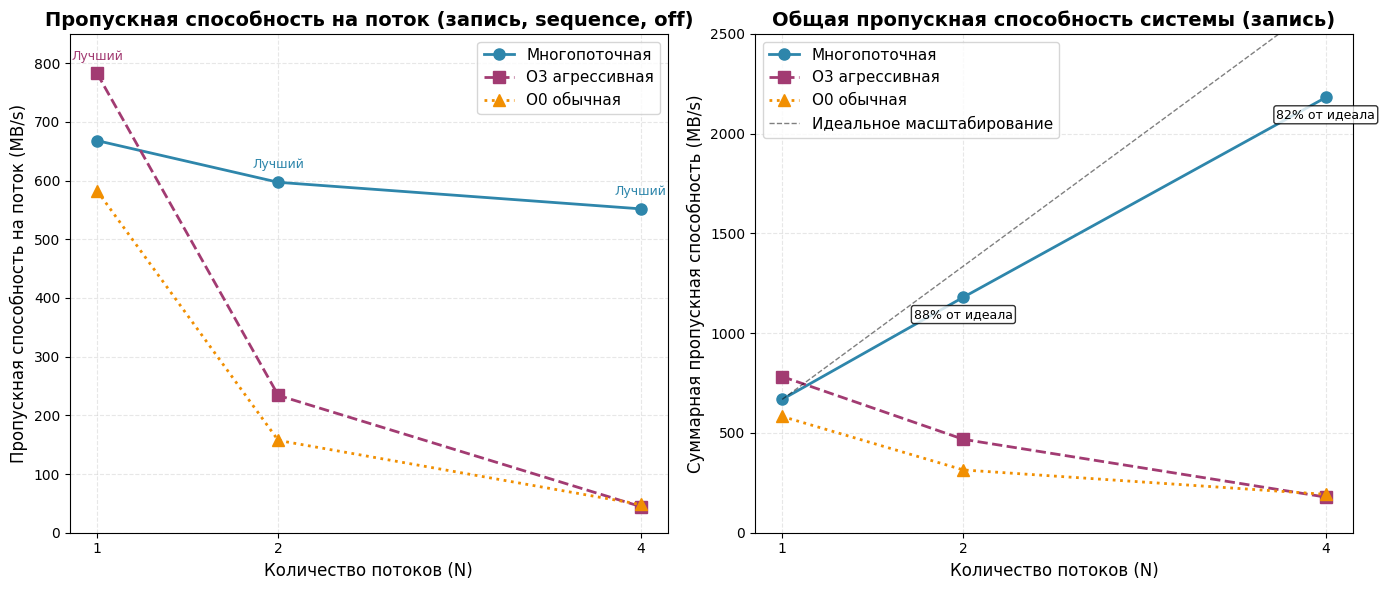 Пропускная способность на поток (запись, sequence, off)
Пропускная способность на поток (MB/s)
800
700
600
500
400
300
200
100
0
Лучший
Лучший
Лучший
Многопоточная
O3 агрессивная
O0 обычная
1
2
4
Количество потоков (N)
Общая пропускная способность системы (запись)
Суммарная пропускная способность (MB/s)
2500
2000
1500
1000
500
0
Многопоточная
O3 агрессивная
O0 обычная
Идеальное масштабирование
82% от идеала
88% от идеала
1
2
4
Количество потоков (N)